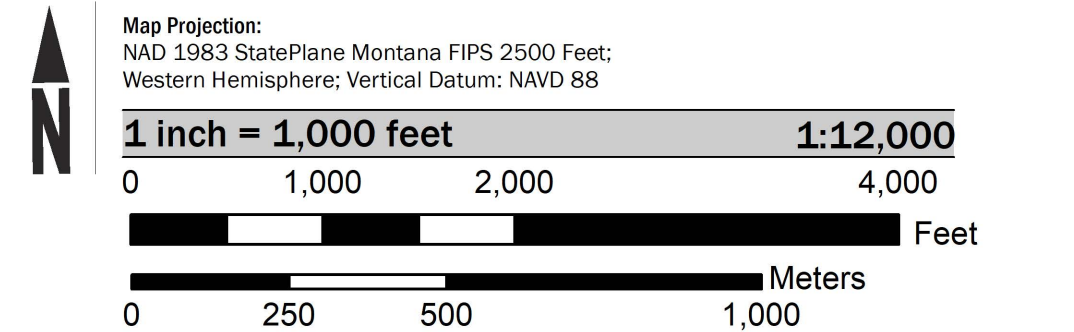 N
Map Projection:
NAD 1983 StatePlane Montana FIPS 2500 Feet;
Western Hemisphere; Vertical Datum: NAVD 88
1 inch = 1,000 feet 1:12,000
0 1,000 2,000 4,000
Feet
Meters
0 250 500 1,000